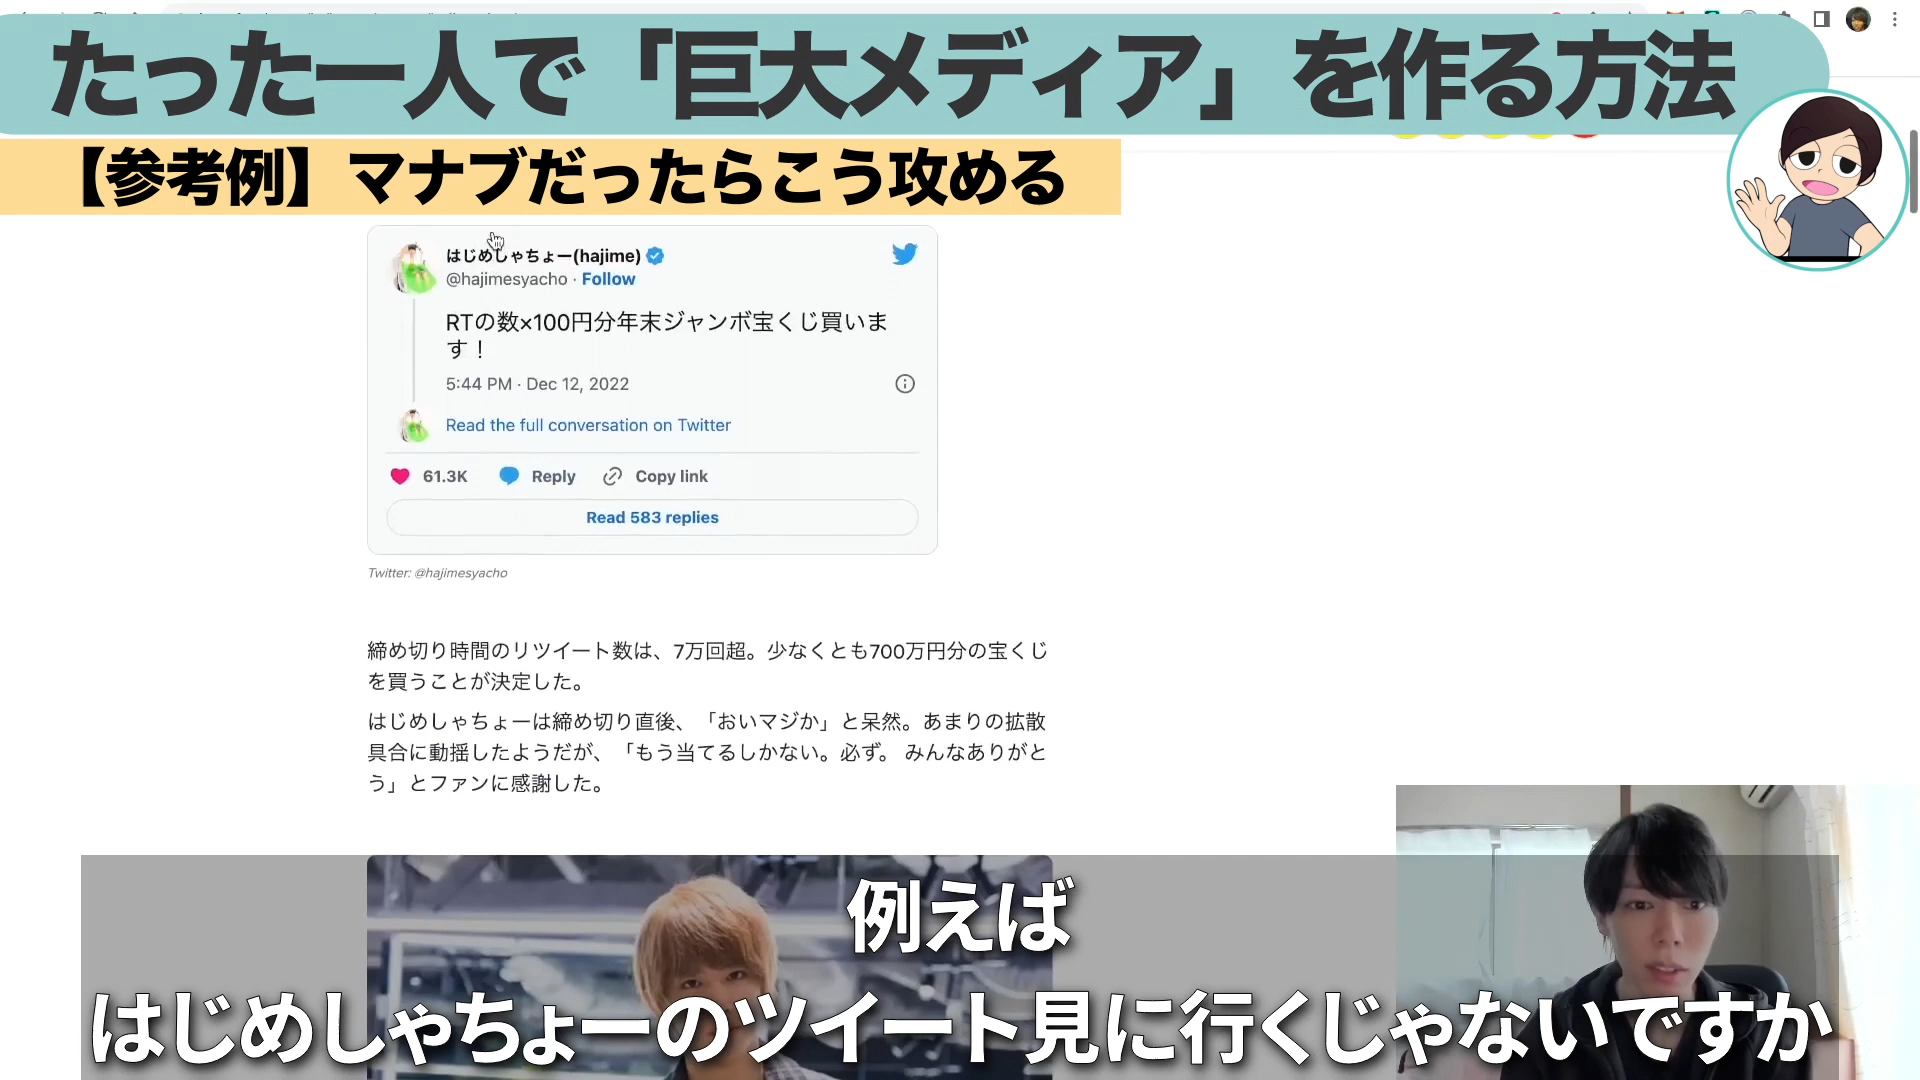 たった一人で「巨大メディア」を作る方法
【参考例】マナブだったらこう攻める
はじめしゃちょー(hajime)
@hajimesyacho · Follow
RTの数×100円分年末ジャンボ宝くじ買いま
す！
5:44 PM · Dec 12, 2022
Read the full conversation on Twitter
61.3K Reply Copy link
Read 583 replies
Twitter: @hajimesyacho
締め切り時間のリツイート数は、7万回超。少なくとも700万円分の宝くじ
を買うことが決定した。
はじめしゃちょーは締め切り直後、「おいマジか」と呆然。あまりの拡散
具合に動揺したようだが、「もう当てるしかない。必ず。 みんなありがと
う」とファンに感謝した。
例えば
はじめしゃちょーのツイート見に行くじゃないですか